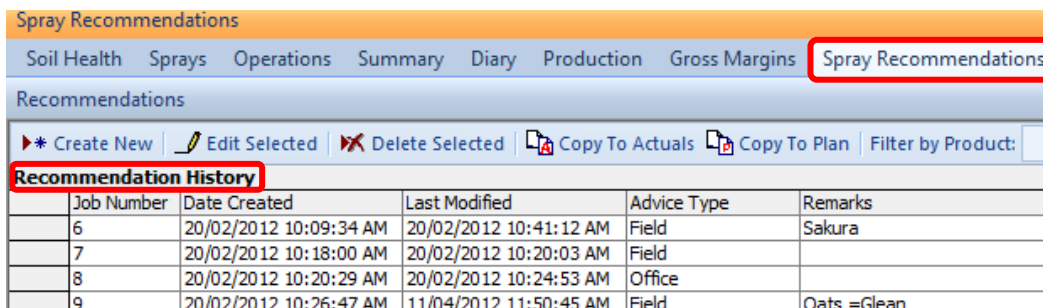 Spray Recommendations
Soil Health Sprays Operations Summary Diary Production Gross Margins Spray Recommendations
Recommendations
Create New Edit Selected Delete Selected Copy To Actuals Copy To Plan Filter by Product:
Recommendation History
Job Number Date Created Last Modified Advice Type Remarks
6 20/02/2012 10:09:34 AM 20/02/2012 10:41:12 AM Field Sakura
7 20/02/2012 10:18:00 AM 20/02/2012 10:20:03 AM Field
8 20/02/2012 10:20:29 AM 20/02/2012 10:24:53 AM Office
9 20/02/2012 10:26:47 AM 11/04/2012 11:50:45 AM Field Oats =Glean